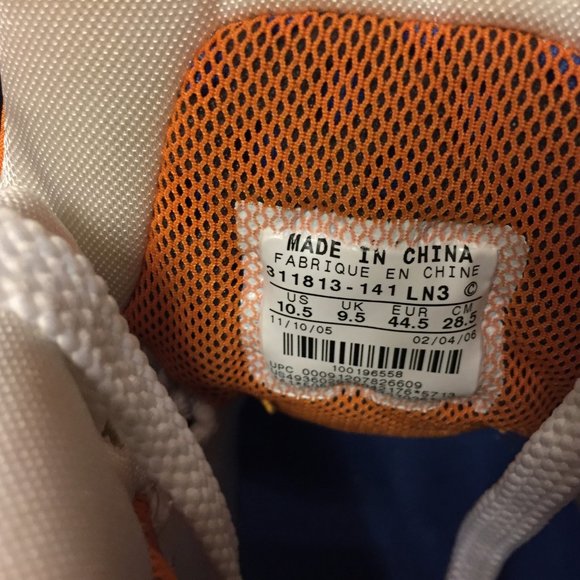 MADE IN CHINA
FABRIQUE EN CHINE
311813-141 LN3 ©
US UK EUR CM
10.5 9.5 44.5 28.5
11/10/05 02/04/06
100196558
UPC 00091207826609